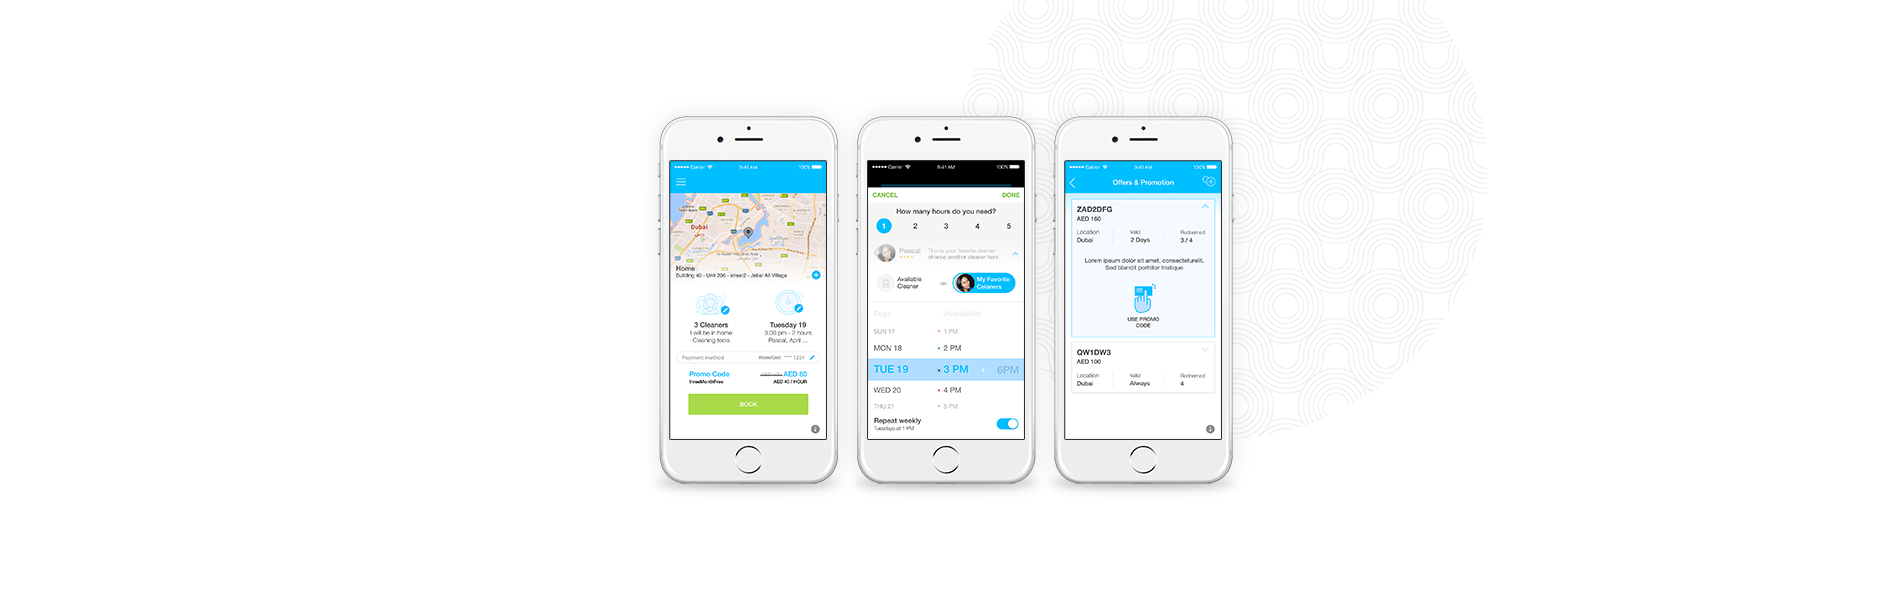 Carrier 9:41 AM 100%
Dubai
دبي
Home
Building 40 - Unit 206 - street2 - Jebel Ali Village
3 Cleaners
I will be in home
Cleaning tools
Tuesday 19
3:00 pm - 2 hours
Pascal, April ...
Payment method MasterCard **** 1234
Promo Code
threeMonthFree
AED 80
AED 40 / HOUR
BOOK
Carrier 9:41 AM 100%
CANCEL DONE
How many hours do you need?
1 2 3 4 5
Pascal
This is your favorite cleaner
choose another cleaner here.
Available
Cleaner
OR
My Favorite
Celaners
Days Availability
SUN 17 1 PM
MON 18 2 PM
TUE 19 3 PM 6PM
WED 20 4 PM
THU 21 5 PM
Repeat weekly
Tuesdays at 1 PM
Carrier 9:41 AM 100%
Offers & Promotion
ZAD2DFG
AED 160
Location Valid Redeemed
Dubai 2 Days 3 / 4
Lorem ipsum dolor sit amet, consecteturelit.
Sed blandit porttitor tristique
USE PROMO
CODE
QW1DW3
AED 100
Location Valid Redeemed
Dubai Always 4